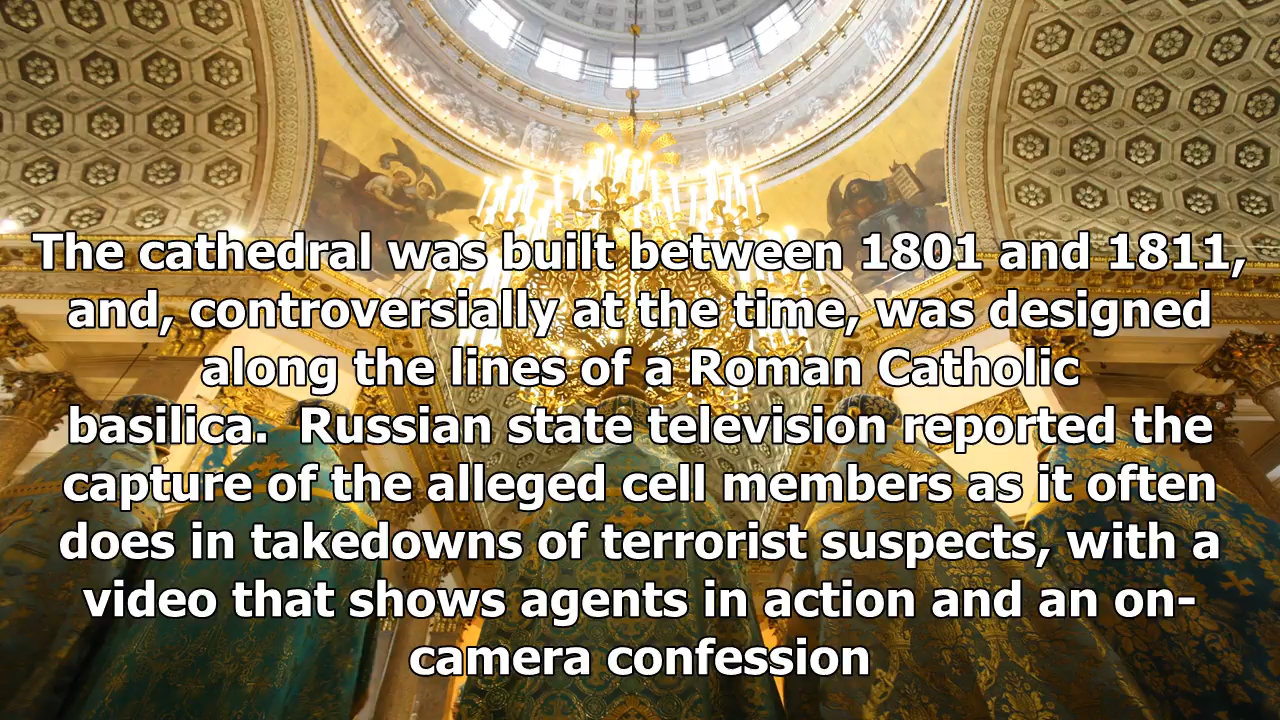 The cathedral was built between 1801 and 1811,
and, controversially at the time, was designed
along the lines of a Roman Catholic
basilica.  Russian state television reported the
capture of the alleged cell members as it often
does in takedowns of terrorist suspects, with a
video that shows agents in action and an on-
camera confession